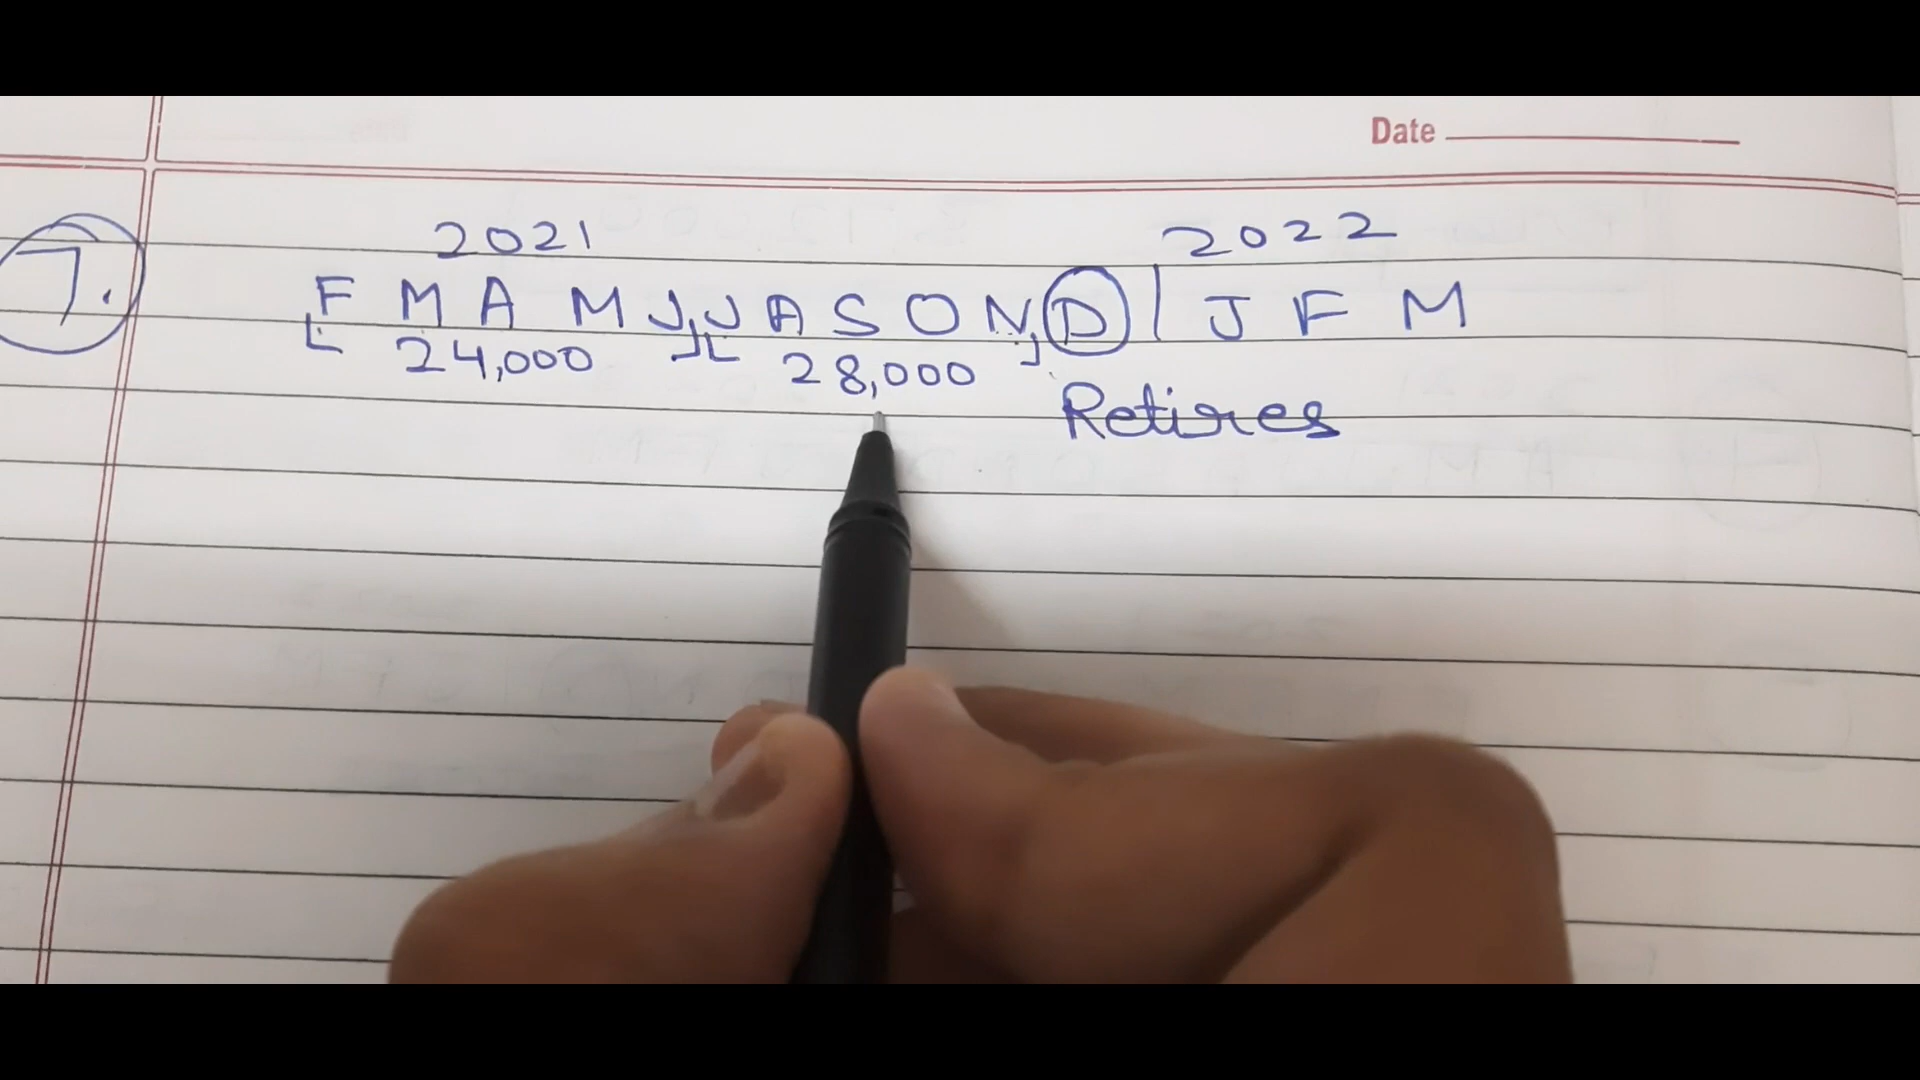 Date
7.
2021 2022
F M A M J J A S O N D | J F M
24,000 28,000
Retires